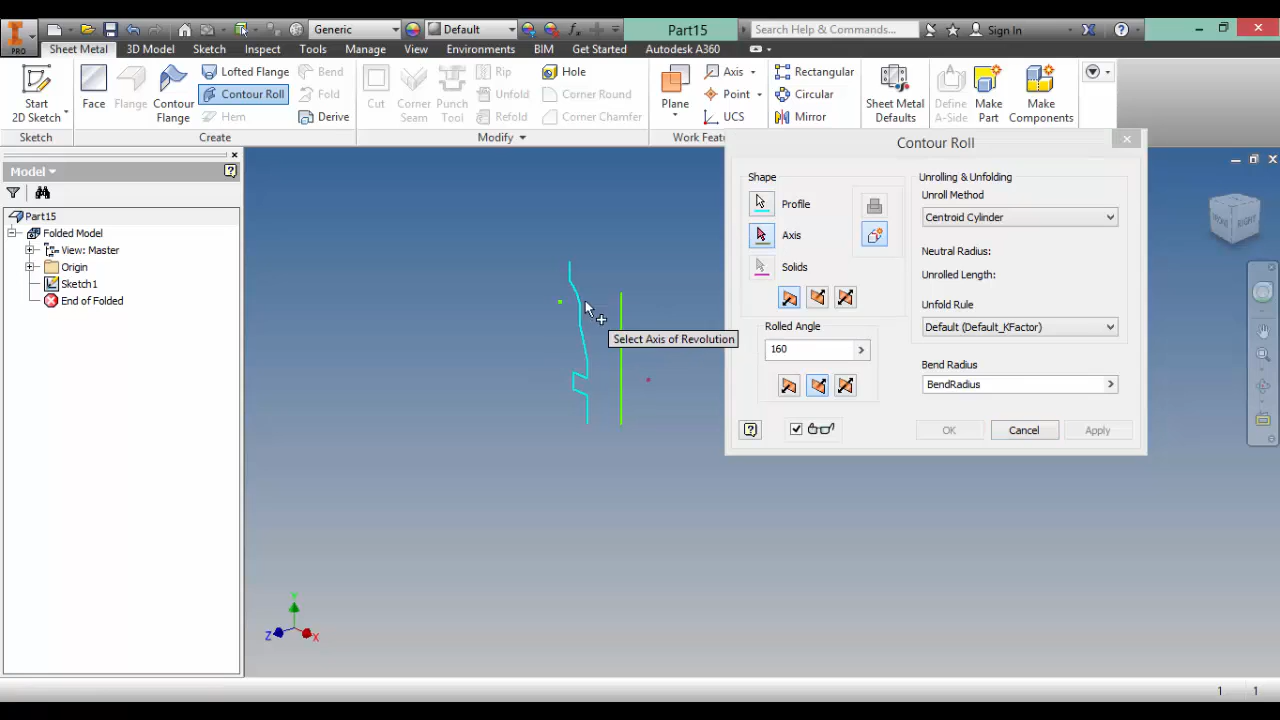 Generic
Default
Part15
Search Help & Commands...
Sign In
PRO
Sheet Metal
3D Model
Sketch
Inspect
Tools
Manage
View
Environments
BIM
Get Started
Autodesk A360
Start
2D Sketch
Face
Flange
Contour
Flange
Lofted Flange
Contour Roll
Hem
Bend
Fold
Derive
Cut
Corner
Seam
Punch
Tool
Rip
Unfold
Refold
Hole
Corner Round
Corner Chamfer
Plane
Axis
Point
UCS
Rectangular
Circular
Mirror
Sheet Metal
Defaults
Define
A-Side
Make
Part
Make
Components
Sketch
Create
Modify
Work Featu
Model
Part15
Folded Model
View: Master
Origin
Sketch1
End of Folded
Contour Roll
Shape
Profile
Axis
Solids
Rolled Angle
160
Unrolling & Unfolding
Unroll Method
Centroid Cylinder
Neutral Radius:
Unrolled Length:
Unfold Rule
Default (Default_KFactor)
Bend Radius
BendRadius
OK
Cancel
Apply
Select Axis of Revolution
RIGHT
Y
Z
X
1
1